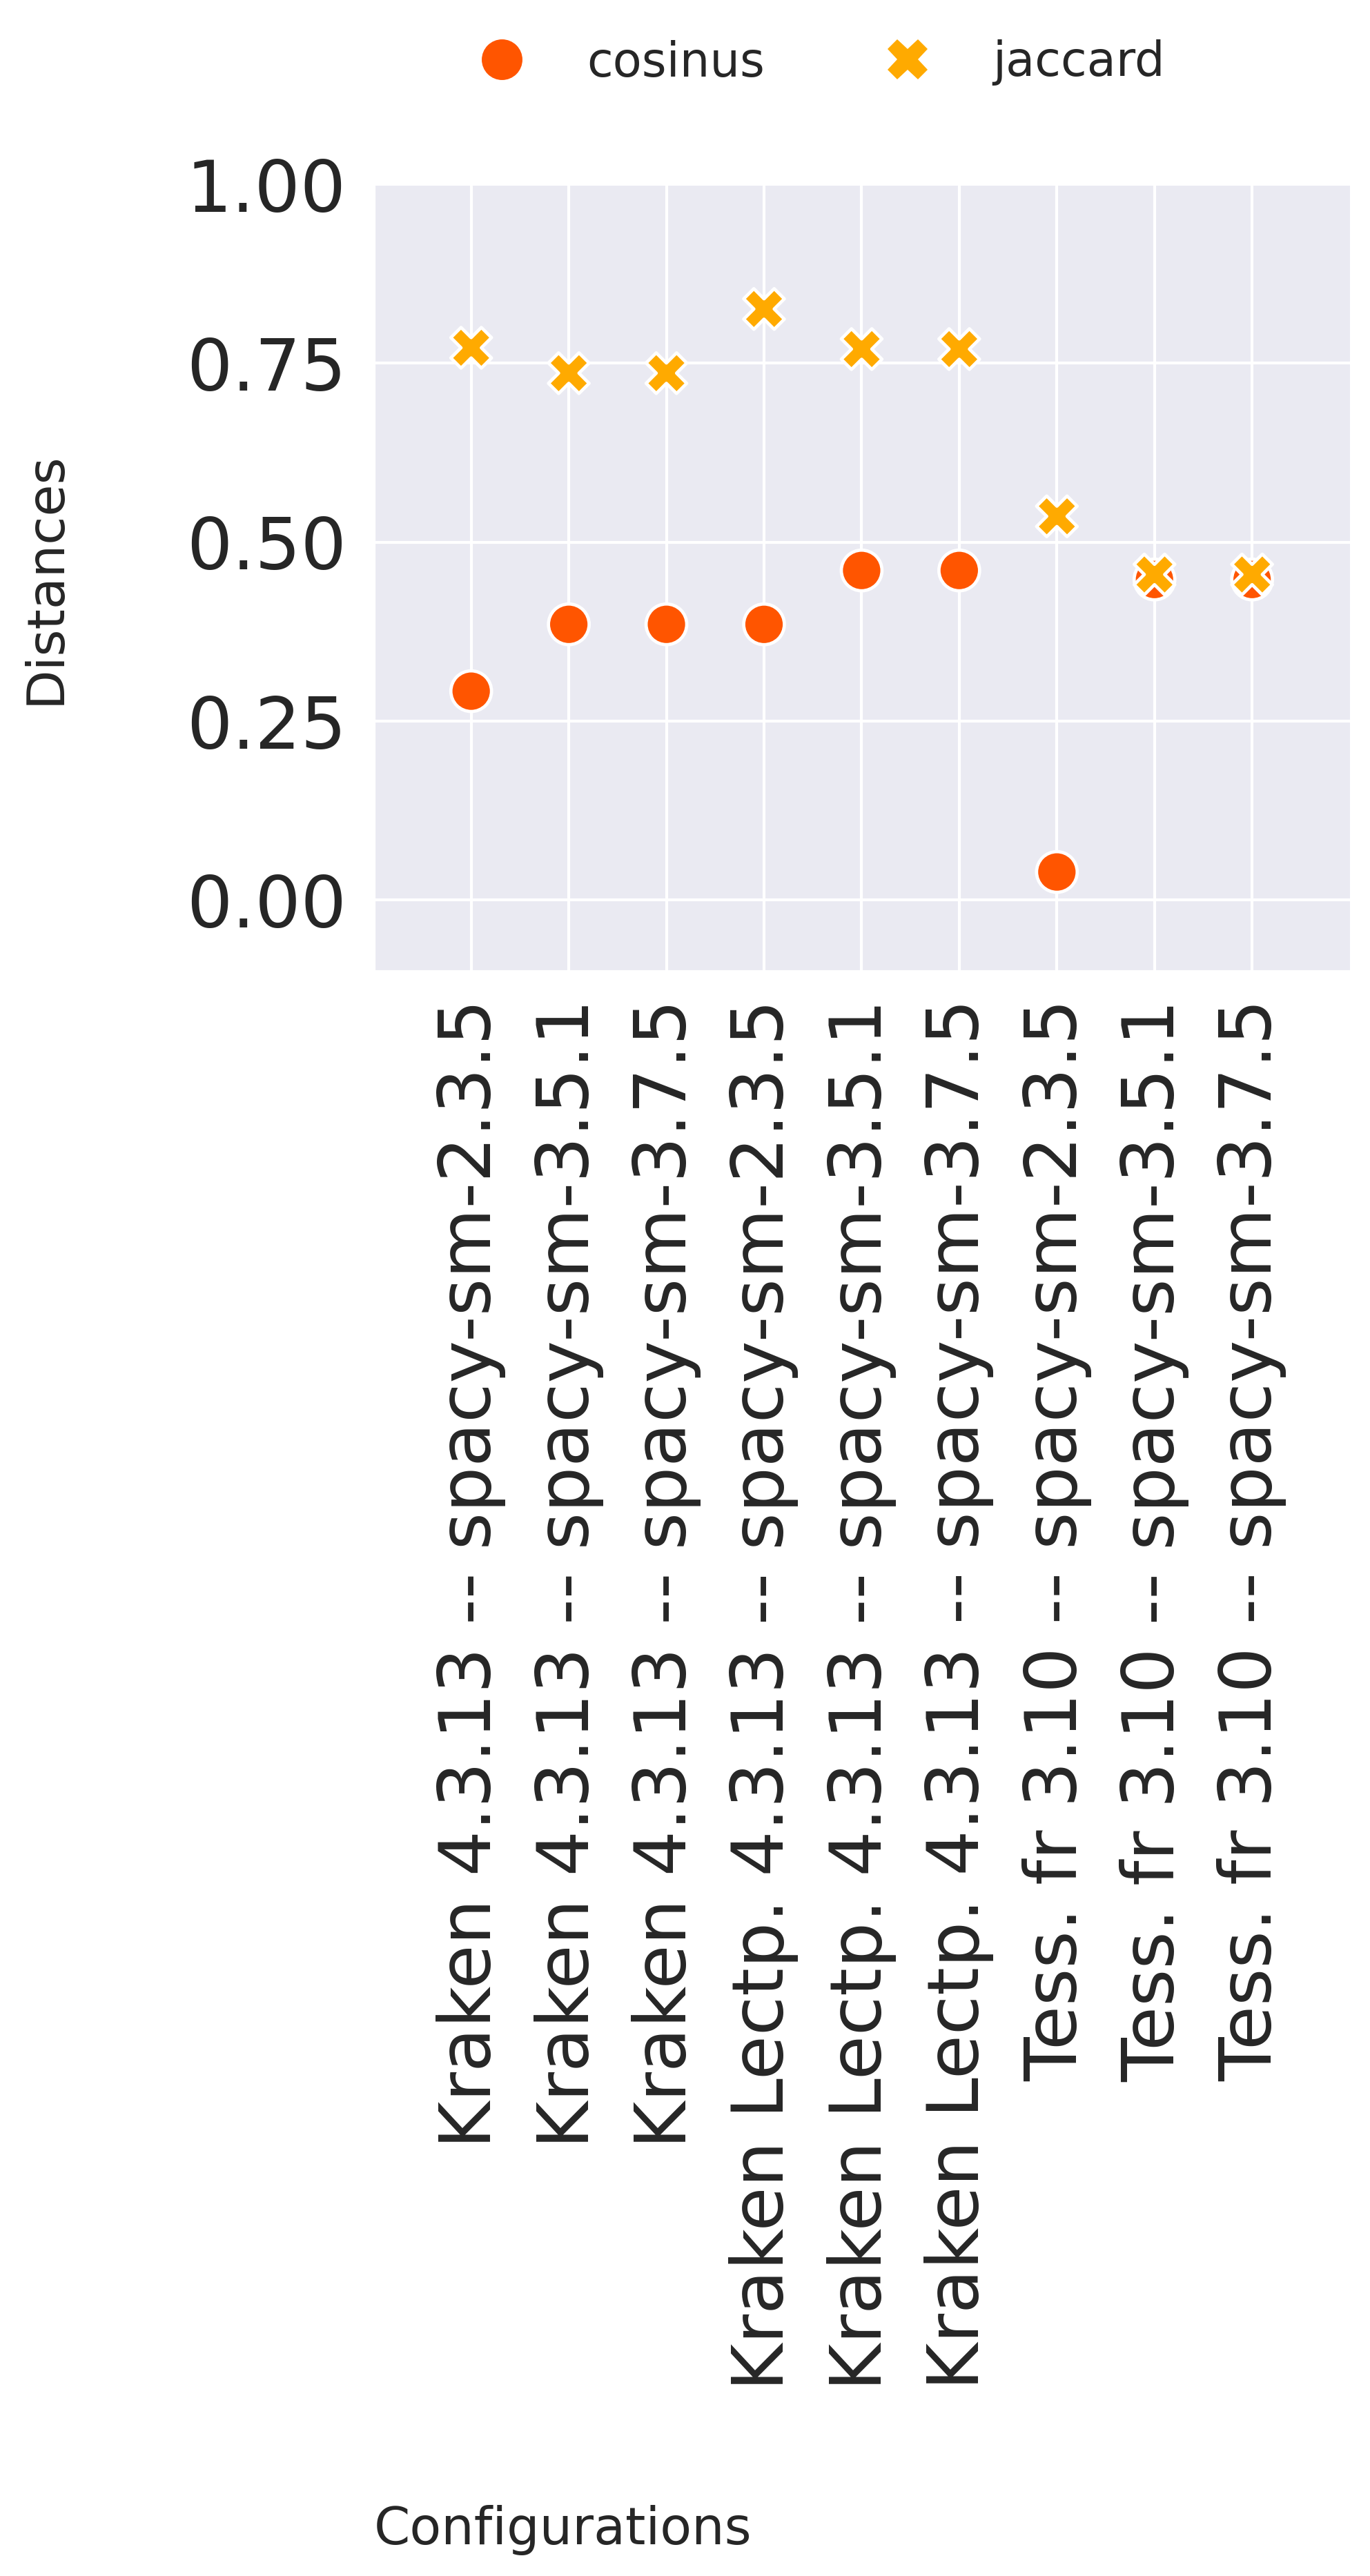 cosinus
jaccard
Distances
1.00
0.75
0.50
0.25
0.00
Kraken 4.3.13 -- spacy-sm-2.3.5
Kraken 4.3.13 -- spacy-sm-3.5.1
Kraken 4.3.13 -- spacy-sm-3.7.5
Kraken Lectp. 4.3.13 -- spacy-sm-2.3.5
Kraken Lectp. 4.3.13 -- spacy-sm-3.5.1
Kraken Lectp. 4.3.13 -- spacy-sm-3.7.5
Tess. fr 3.10 -- spacy-sm-2.3.5
Tess. fr 3.10 -- spacy-sm-3.5.1
Tess. fr 3.10 -- spacy-sm-3.7.5
Configurations